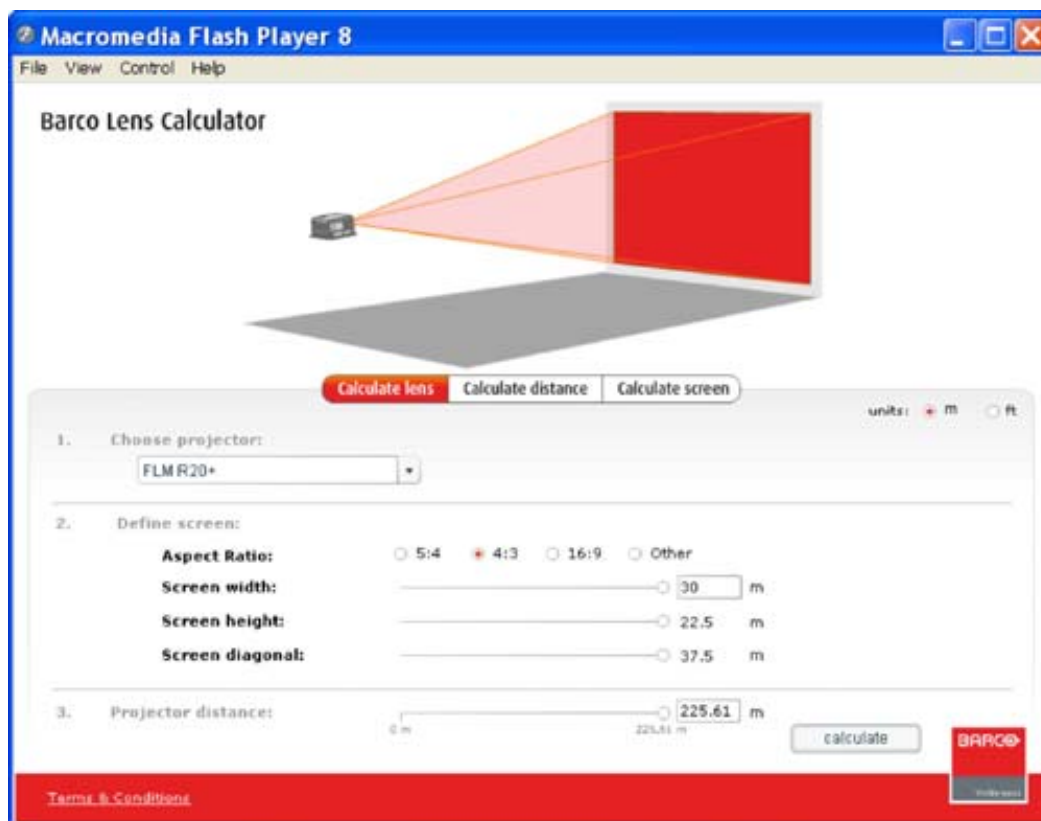 Macromedia Flash Player 8
File View Control Help
Barco Lens Calculator
Calculate lens Calculate distance Calculate screen
units: m ft
1. Choose projector:
FLM R20+
2. Define screen:
Aspect Ratio: 5:4 4:3 16:9 Other
Screen width: 30 m
Screen height: 22.5 m
Screen diagonal: 37.5 m
3. Projector distance: 225.61 m
0 m 225.61 m
calculate
BARCO
Terms & Conditions